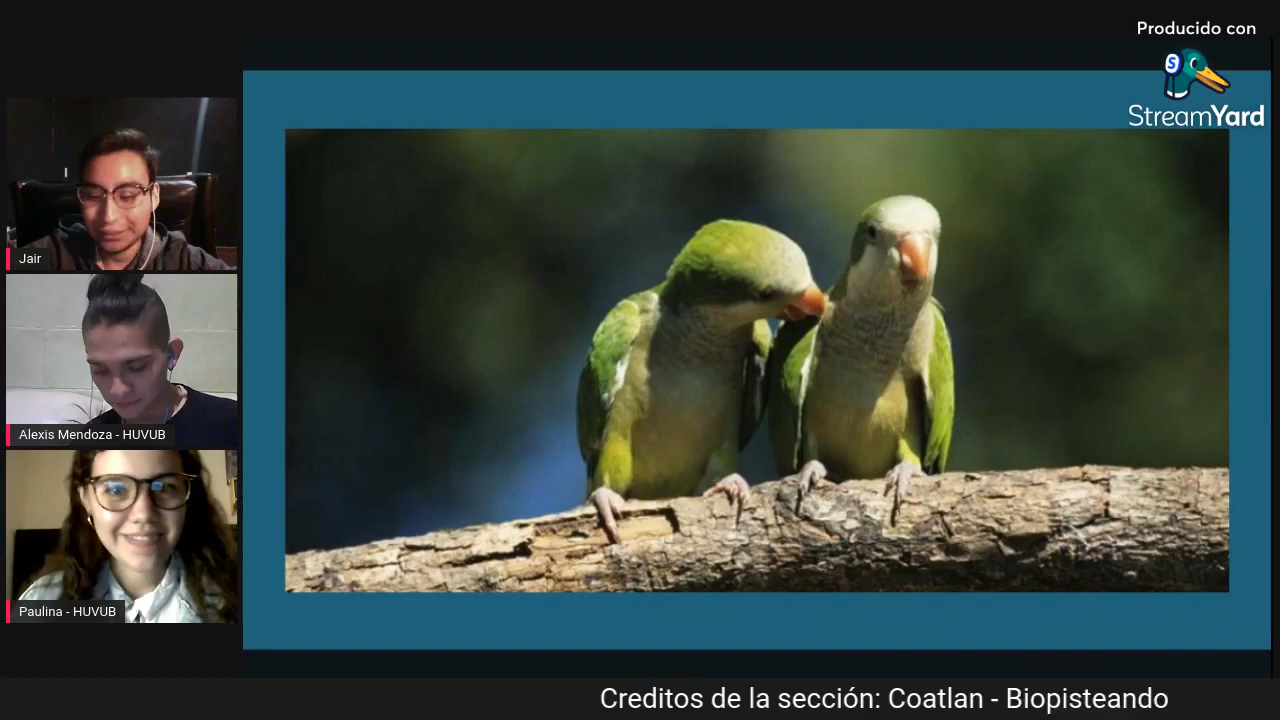 Producido con
S
StreamYard
Jair
Alexis Mendoza - HUVUB
Paulina - HUVUB
Creditos de la sección: Coatlan - Biopisteando